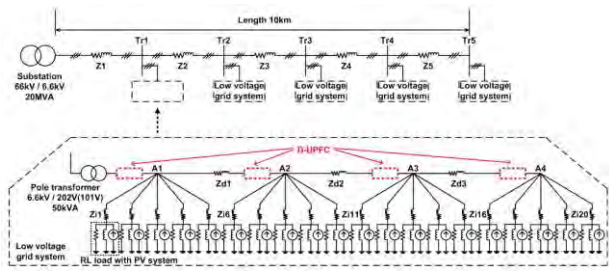 Length 10km
Tr1 Tr2 Tr3 Tr4 Tr5
Z1 Z2 Z3 Z4 Z5
Substation
66kV / 6.6kV
20MVA
Low voltage grid system
Low voltage grid system
Low voltage grid system
Low voltage grid system
D-UPFC
A1 A2 A3 A4
Zd1 Zd2 Zd3
Pole transformer
6.6kV / 202V(101V)
50kVA
Zi1 Zi6 Zi11 Zi16 Zi20
Low voltage
grid system
RL load with PV system